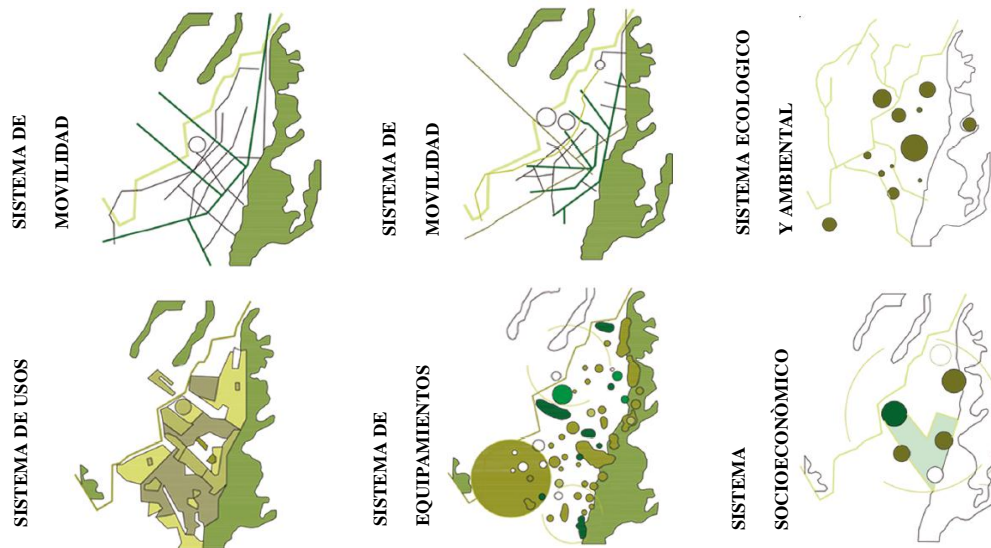 SISTEMA DE
MOVILIDAD
SISTEMA DE
MOVILIDAD
SISTEMA ECOLOGICO
Y AMBIENTAL
SISTEMA DE USOS
SISTEMA DE
EQUIPAMIENTOS
SISTEMA
SOCIOECONÒMICO